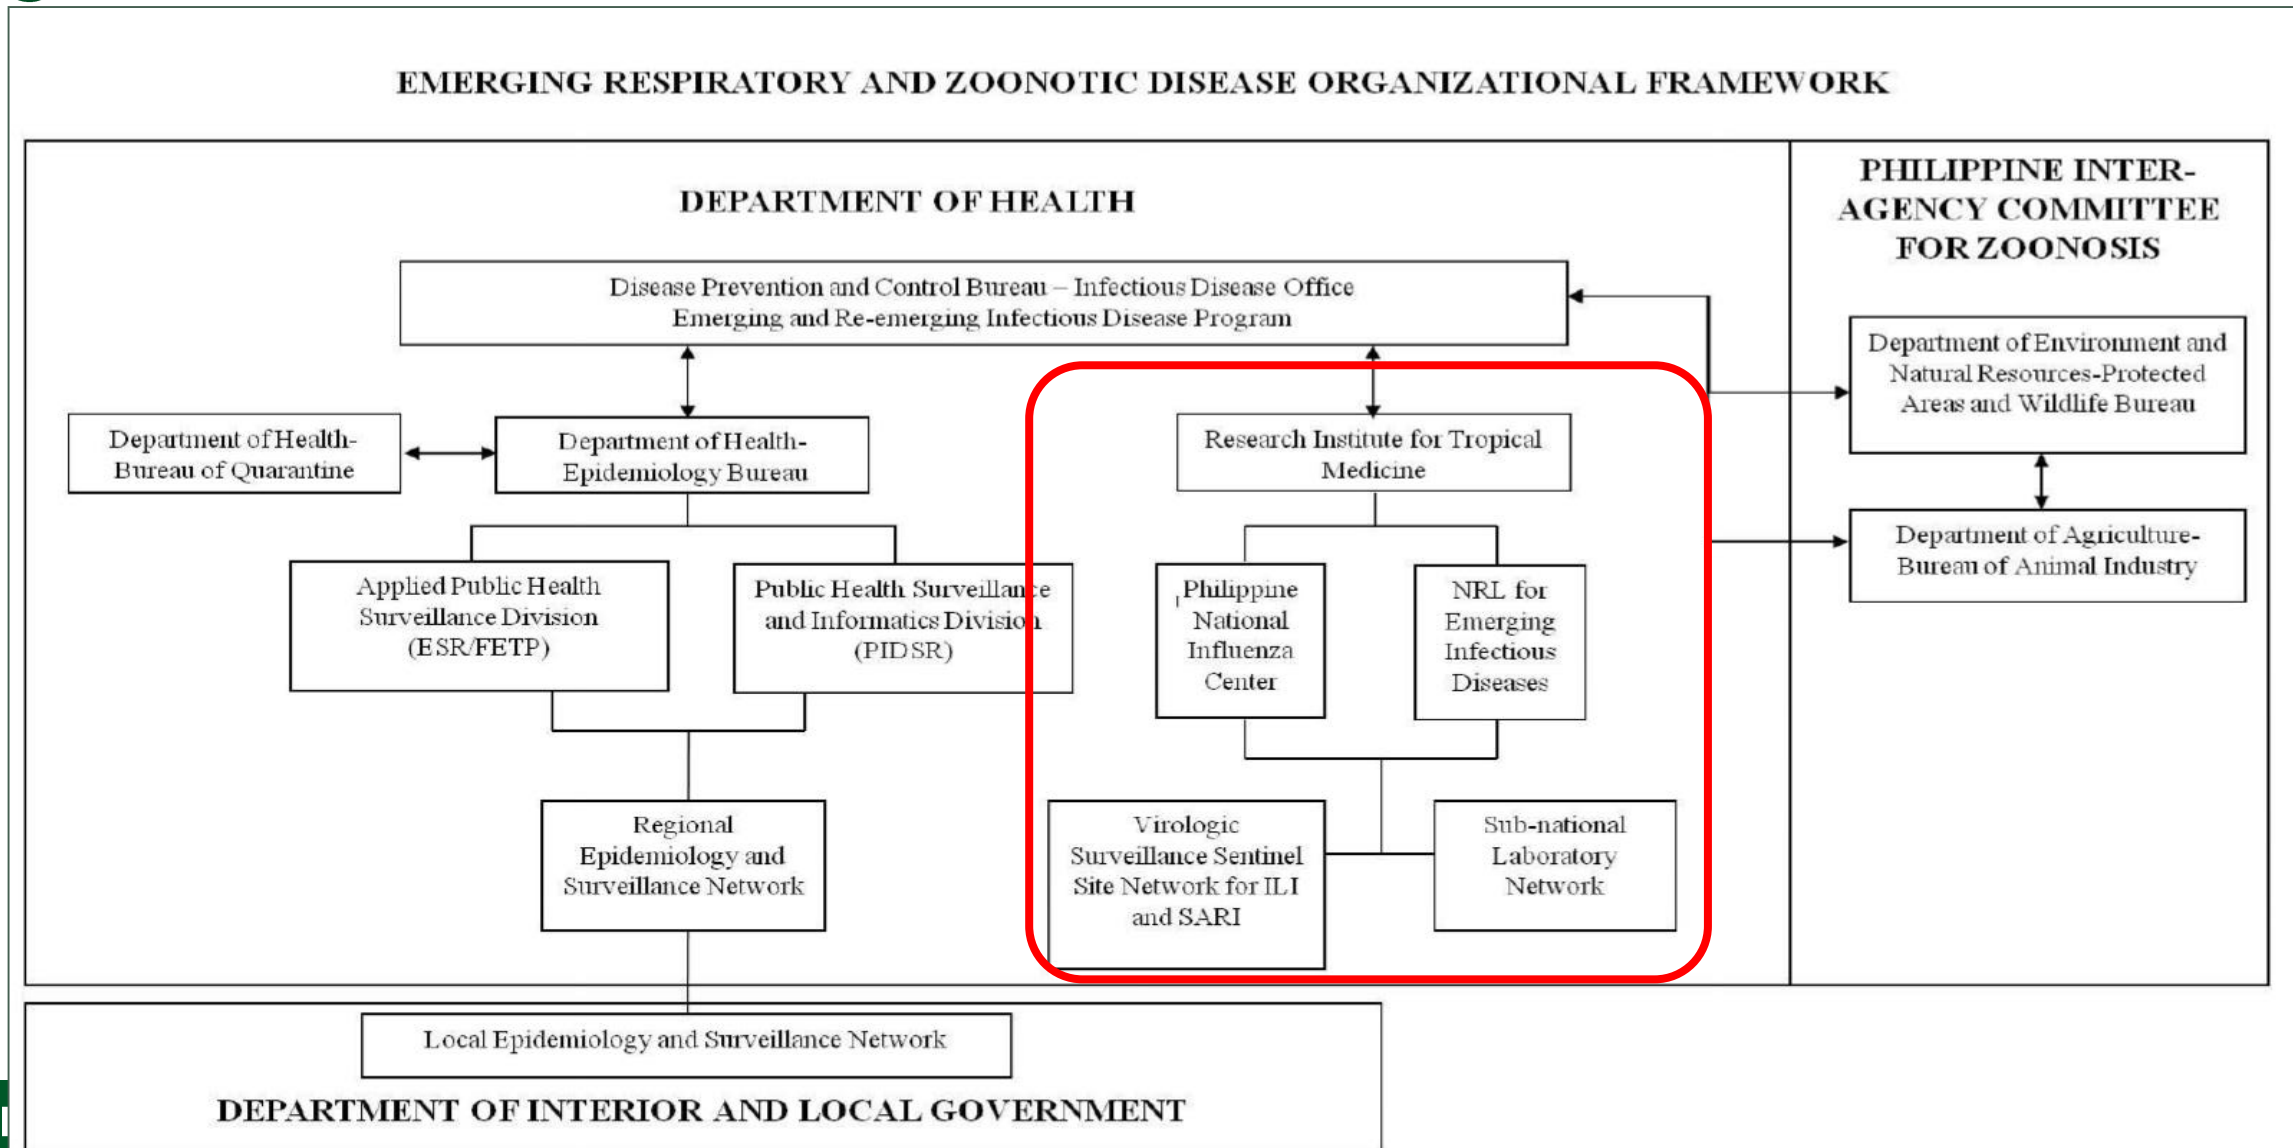 EMERGING RESPIRATORY AND ZOONOTIC DISEASE ORGANIZATIONAL FRAMEWORK
DEPARTMENT OF HEALTH
Disease Prevention and Control Bureau – Infectious Disease Office
Emerging and Re-emerging Infectious Disease Program
Department of Health-
Bureau of Quarantine
Department of Health-
Epidemiology Bureau
Applied Public Health
Surveillance Division
(ESR/FETP)
Public Health Surveillance
and Informatics Division
(PIDSR)
Regional
Epidemiology and
Surveillance Network
Research Institute for Tropical
Medicine
Philippine
National
Influenza
Center
NRL for
Emerging
Infectious
Diseases
Virologic
Surveillance Sentinel
Site Network for ILI
and SARI
Sub-national
Laboratory
Network
PHILIPPINE INTER-
AGENCY COMMITTEE
FOR ZOONOSIS
Department of Environment and
Natural Resources-Protected
Areas and Wildlife Bureau
Department of Agriculture-
Bureau of Animal Industry
Local Epidemiology and Surveillance Network
DEPARTMENT OF INTERIOR AND LOCAL GOVERNMENT